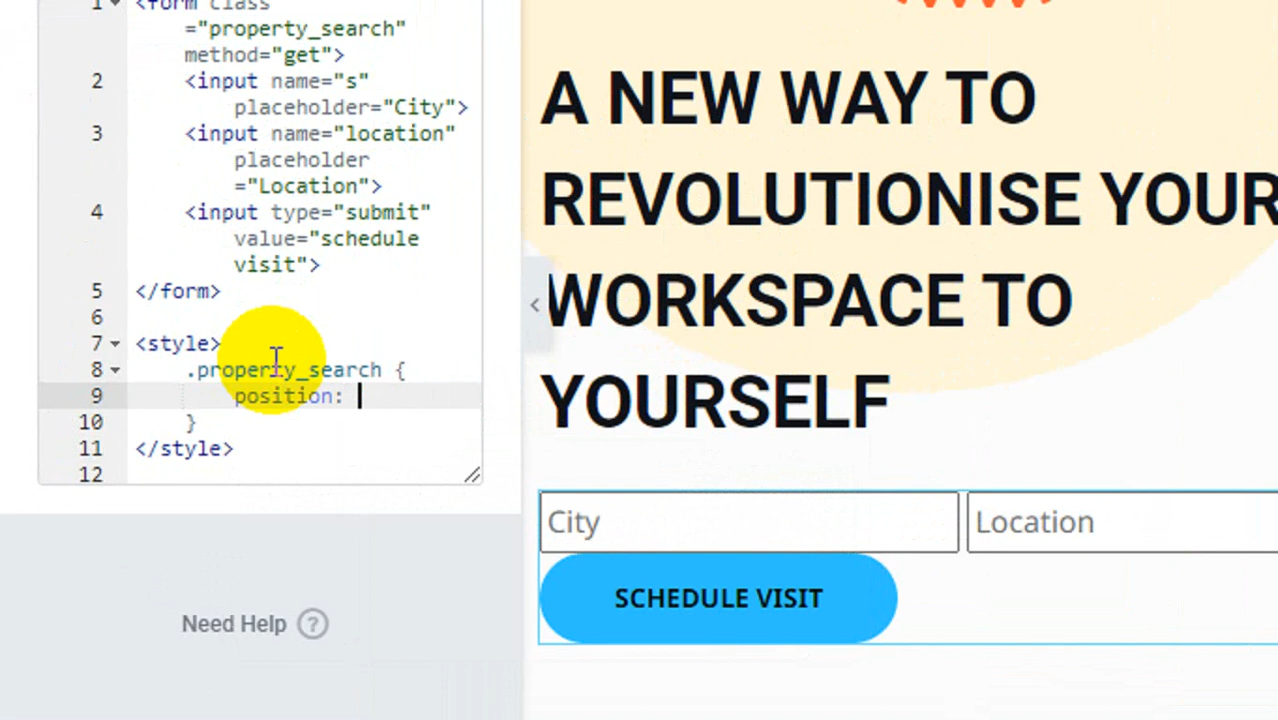 1 <form class
="property_search"
method="get">
2 <input name="s"
placeholder="City">
3 <input name="location"
placeholder
="Location">
4 <input type="submit"
value="schedule
visit">
5 </form>
6
7 <style>
8 .property_search {
9 position:
10 }
11 </style>
12
Need Help ?
A NEW WAY TO
REVOLUTIONISE YOUR
WORKSPACE TO
YOURSELF
City Location
SCHEDULE VISIT